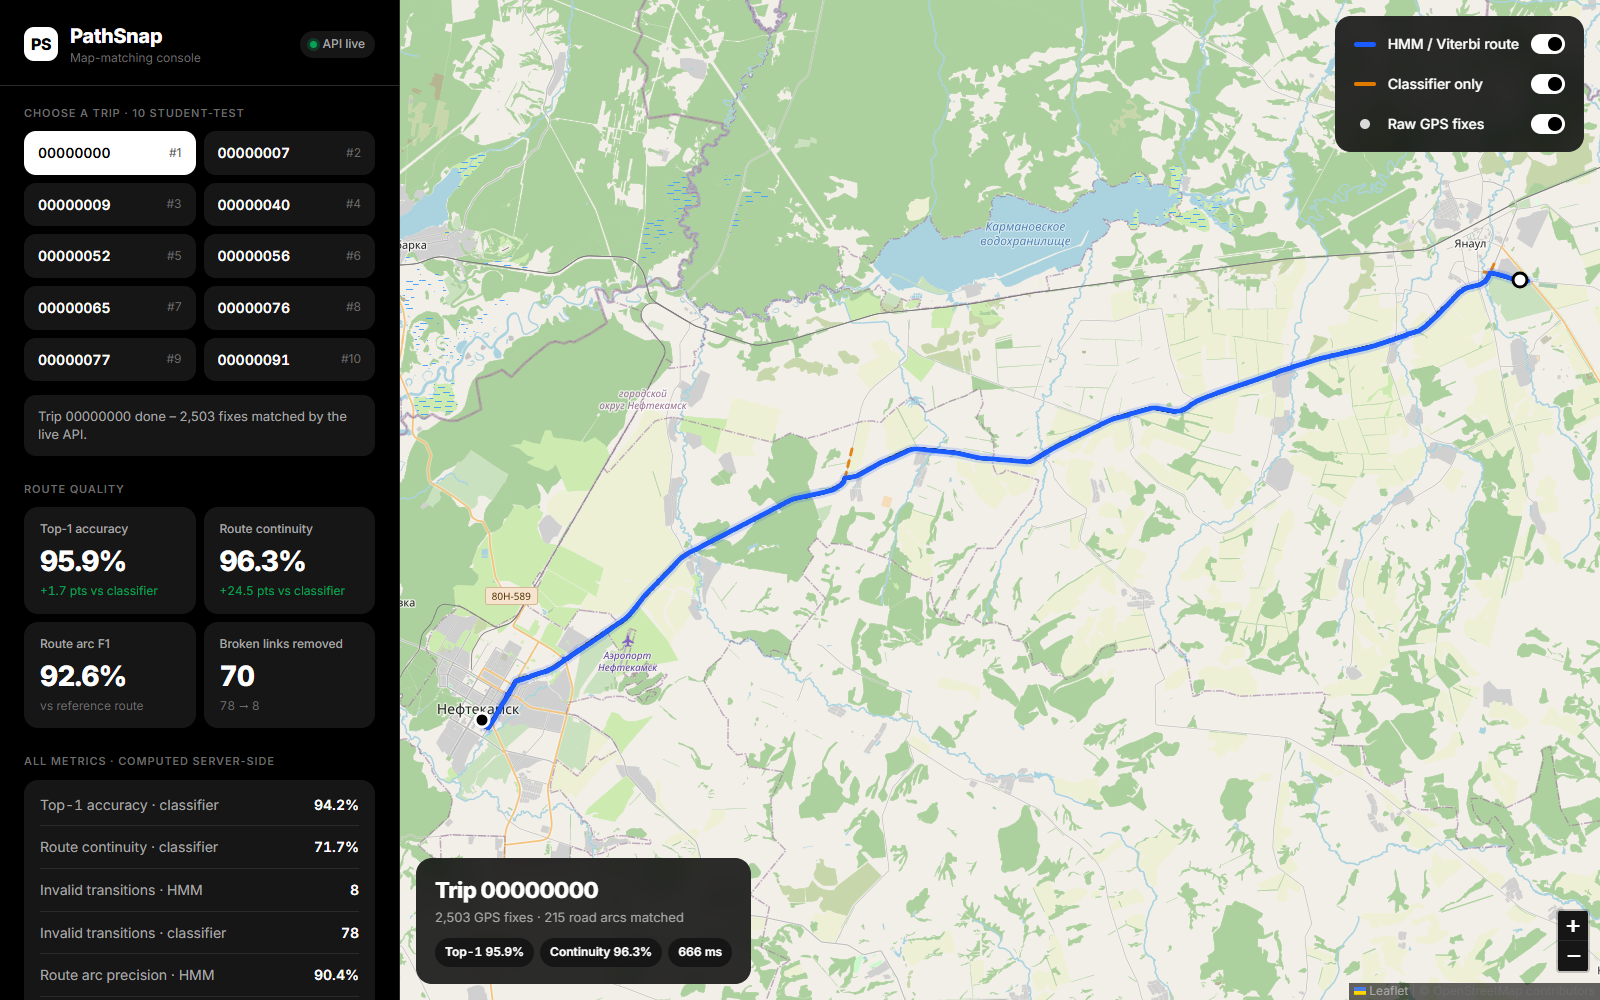 PS
PathSnap
Map-matching console
API live
CHOOSE A TRIP · 10 STUDENT-TEST
00000000 #1
00000007 #2
00000009 #3
00000040 #4
00000052 #5
00000056 #6
00000065 #7
00000076 #8
00000077 #9
00000091 #10
Trip 00000000 done – 2,503 fixes matched by the
live API.
ROUTE QUALITY
Top-1 accuracy
95.9%
+1.7 pts vs classifier
Route continuity
96.3%
+24.5 pts vs classifier
Route arc F1
92.6%
vs reference route
Broken links removed
70
78 → 8
ALL METRICS · COMPUTED SERVER-SIDE
Top-1 accuracy · classifier 94.2%
Route continuity · classifier 71.7%
Invalid transitions · HMM 8
Invalid transitions · classifier 78
Route arc precision · HMM 90.4%
HMM / Viterbi route
Classifier only
Raw GPS fixes
Кармановское
водохранилище
Янаул
барка
городской
округ Нефтекамск
80Н-589
вка
Аэропорт
Нефтекамск
Нефтекамск
Trip 00000000
2,503 GPS fixes · 215 road arcs matched
Top-1 95.9%
Continuity 96.3%
666 ms
+
−
Leaflet | © OpenStreetMap contributors